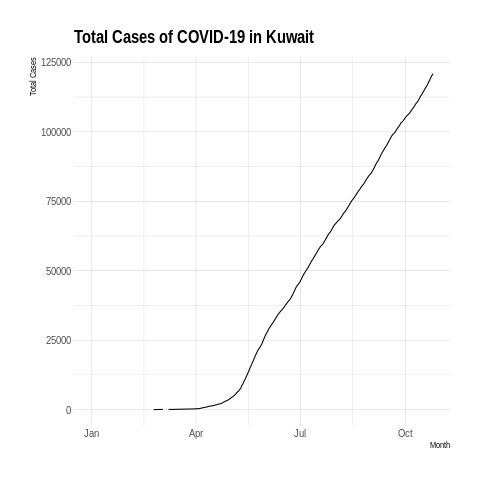 Total Cases of COVID-19 in Kuwait
Total Cases
125000
100000
75000
50000
25000
0
Jan Apr Jul Oct
Month